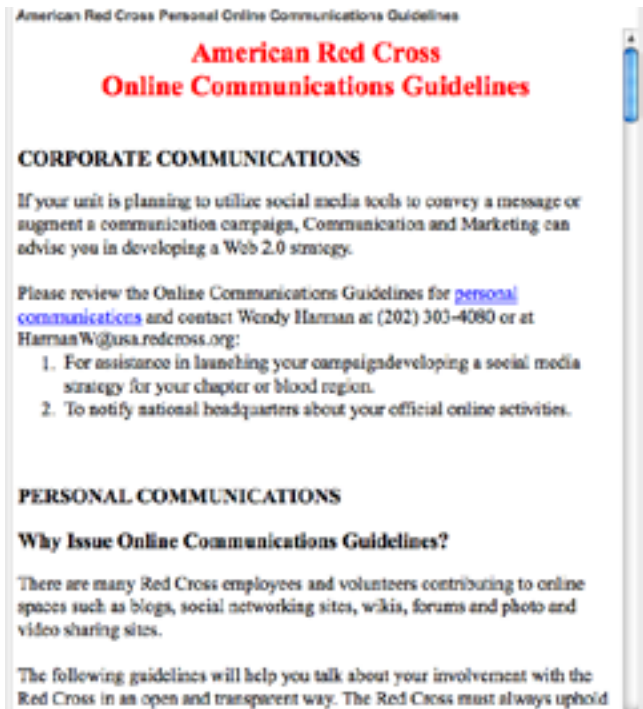 American Red Cross Personal Online Communications Guidelines
American Red Cross
Online Communications Guidelines
CORPORATE COMMUNICATIONS
If your unit is planning to utilize social media tools to convey a message or
augment a communication campaign, Communication and Marketing can
advise you in developing a Web 2.0 strategy.
Please review the Online Communications Guidelines for personal
communications and contact Wendy Harman at (202) 303-4080 or at
HarmanW@usa.redcross.org:
1. For assistance in launching your campaigndeveloping a social media
strategy for your chapter or blood region.
2. To notify national headquarters about your official online activities.
PERSONAL COMMUNICATIONS
Why Issue Online Communications Guidelines?
There are many Red Cross employees and volunteers contributing to online
spaces such as blogs, social networking sites, wikis, forums and photo and
video sharing sites.
The following guidelines will help you talk about your involvement with the
Red Cross in an open and transparent way. The Red Cross must always uphold